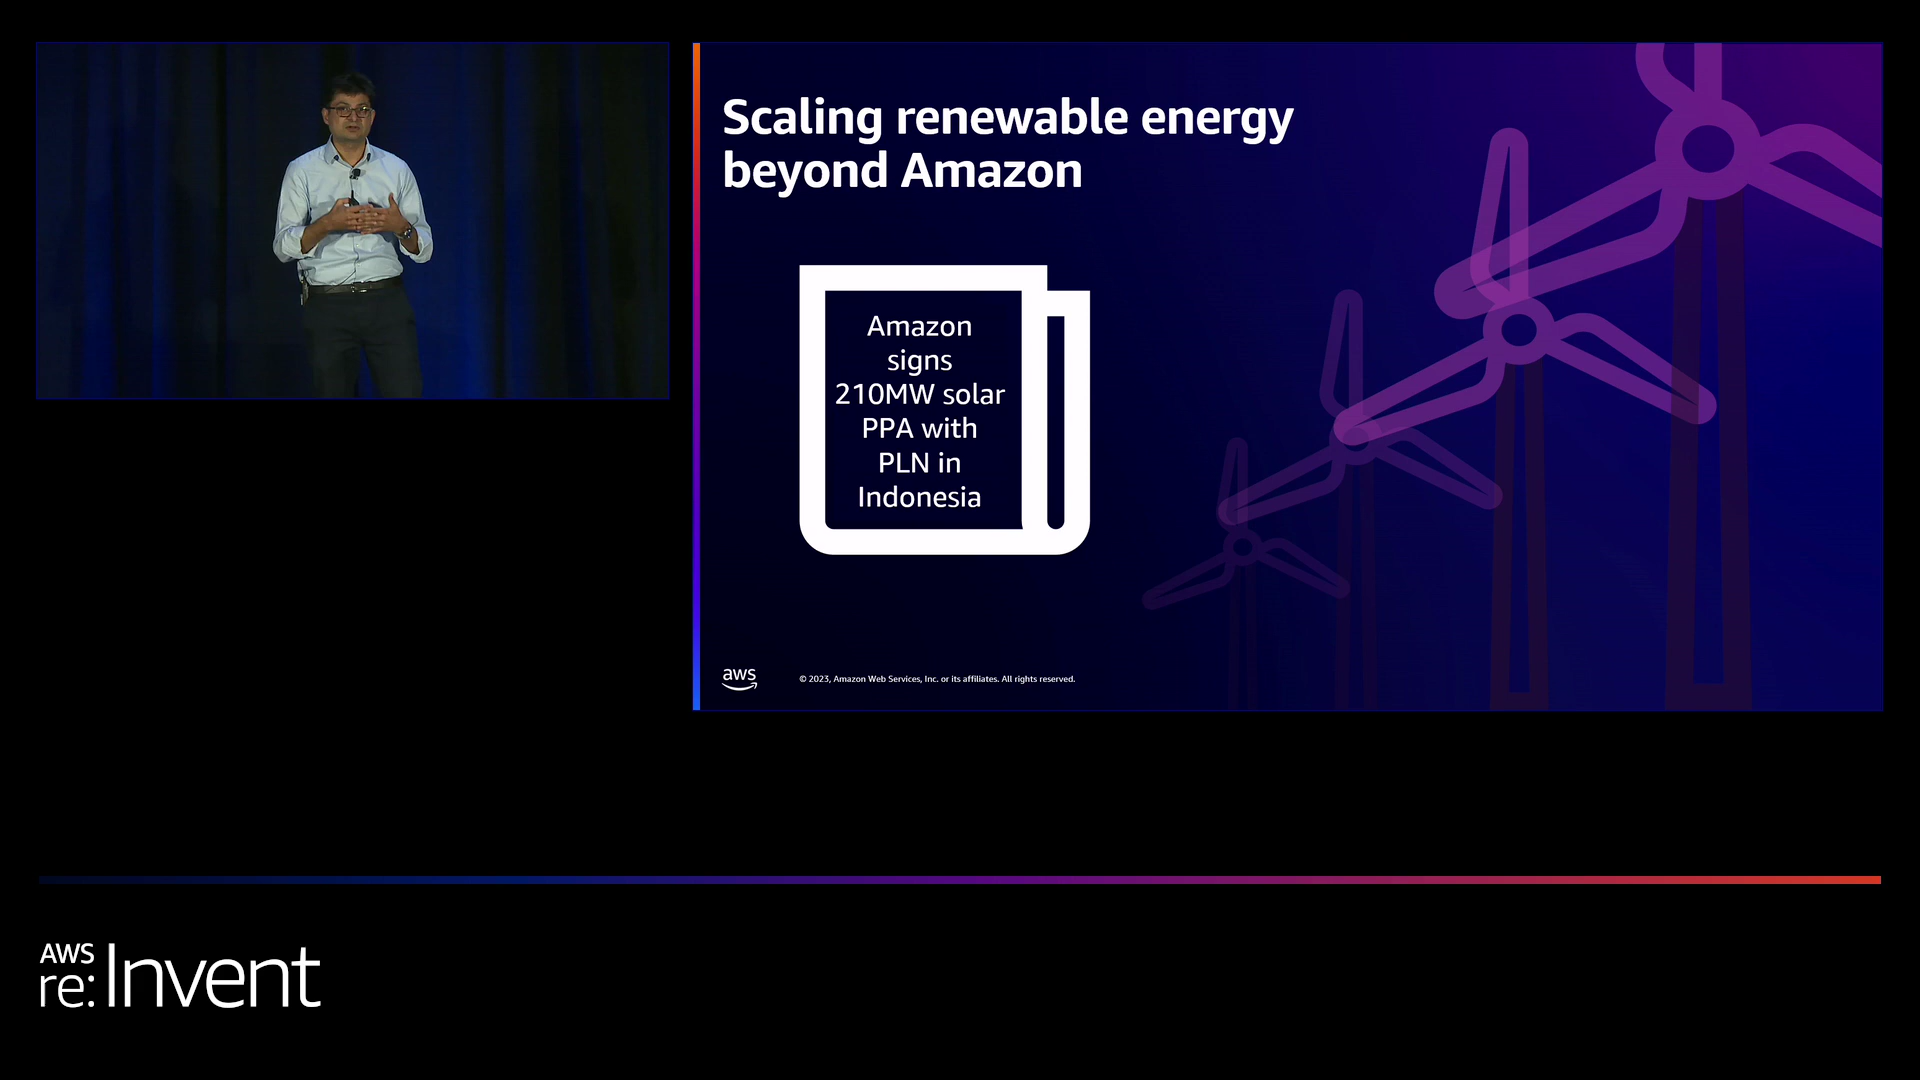 Scaling renewable energy
beyond Amazon
Amazon
signs
210MW solar
PPA with
PLN in
Indonesia
aws
© 2023, Amazon Web Services, Inc. or its affiliates. All rights reserved.
AWS
re:Invent